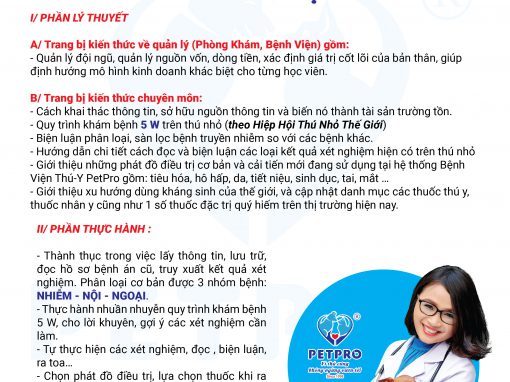 I/ PHẦN LÝ THUYẾT
A/ Trang bị kiến thức về quản lý (Phòng Khám, Bệnh Viện) gồm:
- Quản lý đội ngũ, quản lý nguồn vốn, dòng tiền, xác định giá trị cốt lõi của bản thân, giúp
định hướng mô hình kinh doanh khác biệt cho từng học viên.
B/ Trang bị kiến thức chuyên môn:
- Cách khai thác thông tin, sở hữu nguồn thông tin và biến nó thành tài sản trường tồn.
- Quy trình khám bệnh 5 W trên thú nhỏ (theo Hiệp Hội Thú Nhỏ Thế Giới)
- Biện luận phân loại, sàn lọc bệnh truyền nhiễm so với các bệnh khác.
- Hướng dẫn chi tiết cách đọc và biện luận các loại kết quả xét nghiệm hiện có trên thú nhỏ
- Giới thiệu những phát đồ điều trị cơ bản và cải tiến mới đang sử dụng tại hệ thống Bệnh
Viện Thú-Y PetPro gồm: tiêu hóa, hô hấp, da, tiết niệu, sinh dục, tai, mắt ...
- Giới thiệu xu hướng dùng kháng sinh của thế giới, và cập nhật danh mục các thuốc thú y,
thuốc nhân y cũng như 1 số thuốc đặc trị quý hiếm trên thị trường hiện nay.
II/ PHẦN THỰC HÀNH :
- Thành thục trong việc lấy thông tin, lưu trữ,
đọc hồ sơ bệnh án cũ, truy xuất kết quả xét
nghiệm. Phân loại cơ bản được 3 nhóm bệnh:
NHIỄM - NỘI - NGOẠI.
- Thực hành nhuần nhuyễn quy trình khám bệnh
5 W, cho lời khuyên, gợi ý các xét nghiệm cần
làm.
- Tự thực hiện các xét nghiệm, đọc , biện luận,
ra toa...
- Chọn phát đồ điều trị, lựa chọn thuốc khi ra
PETPRO